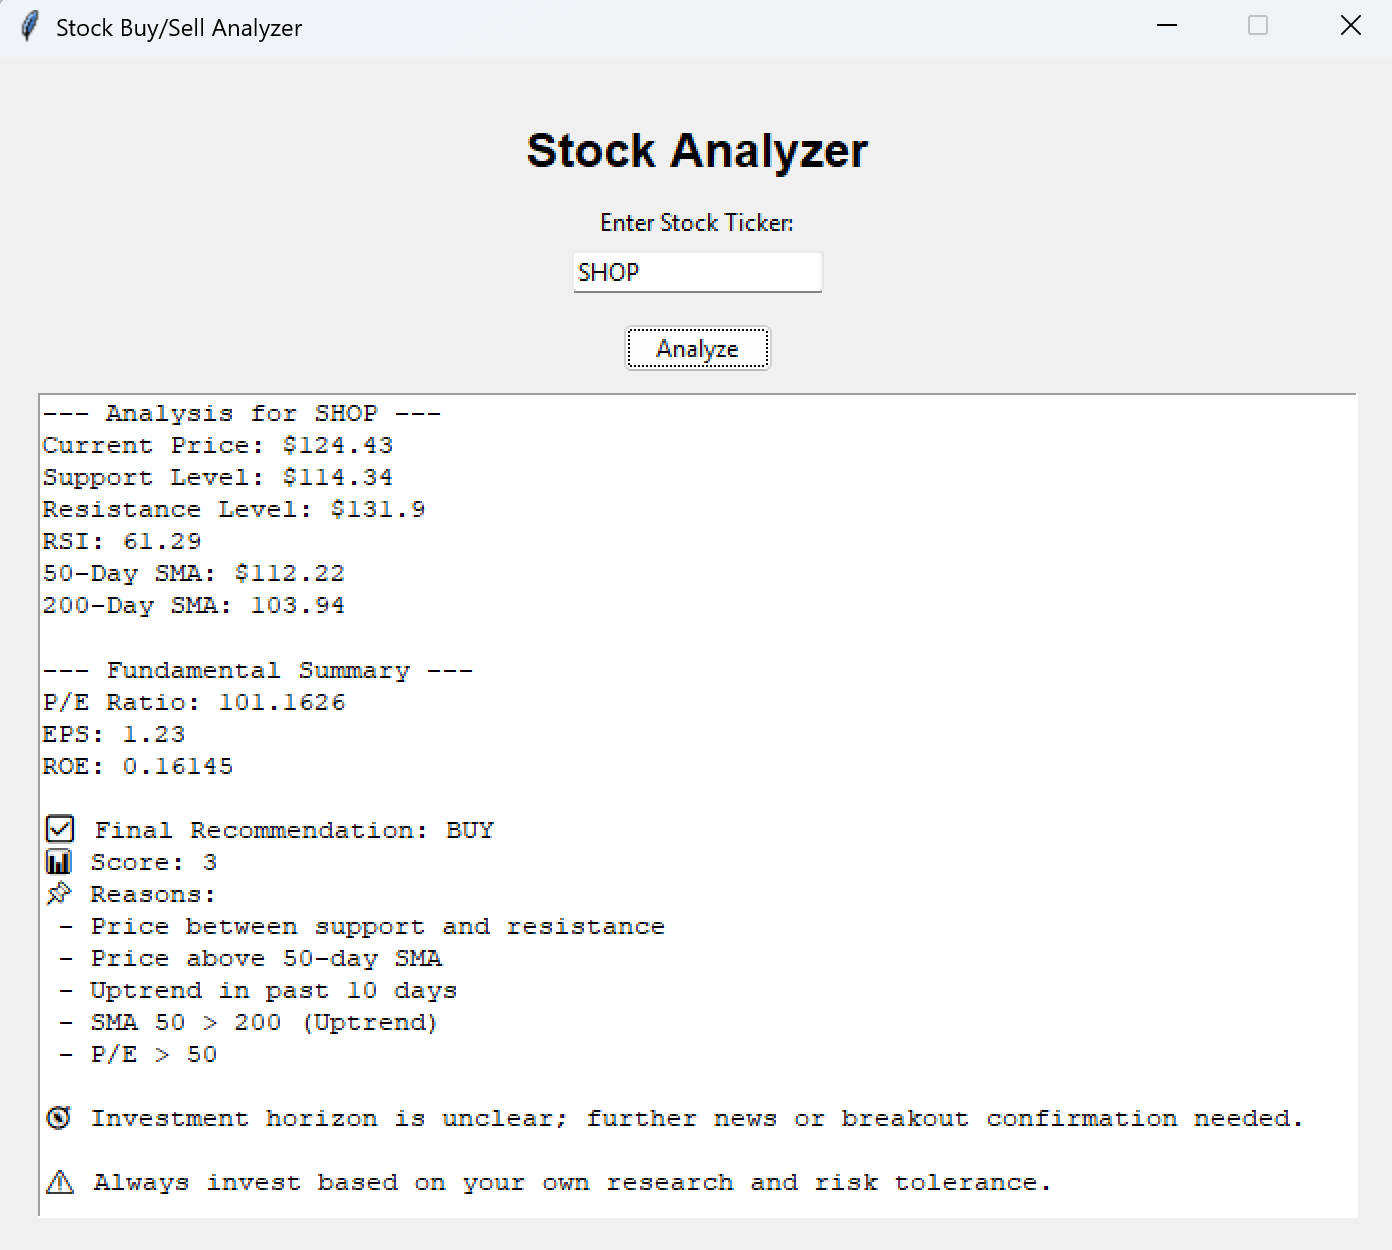 Stock Buy/Sell Analyzer
Stock Analyzer
Enter Stock Ticker:
SHOP
Analyze
--- Analysis for SHOP ---
Current Price: $124.43
Support Level: $114.34
Resistance Level: $131.9
RSI: 61.29
50-Day SMA: $112.22
200-Day SMA: 103.94
--- Fundamental Summary ---
P/E Ratio: 101.1626
EPS: 1.23
ROE: 0.16145
Final Recommendation: BUY
Score: 3
Reasons:
- Price between support and resistance
- Price above 50-day SMA
- Uptrend in past 10 days
- SMA 50 > 200 (Uptrend)
- P/E > 50
Investment horizon is unclear; further news or breakout confirmation needed.
Always invest based on your own research and risk tolerance.